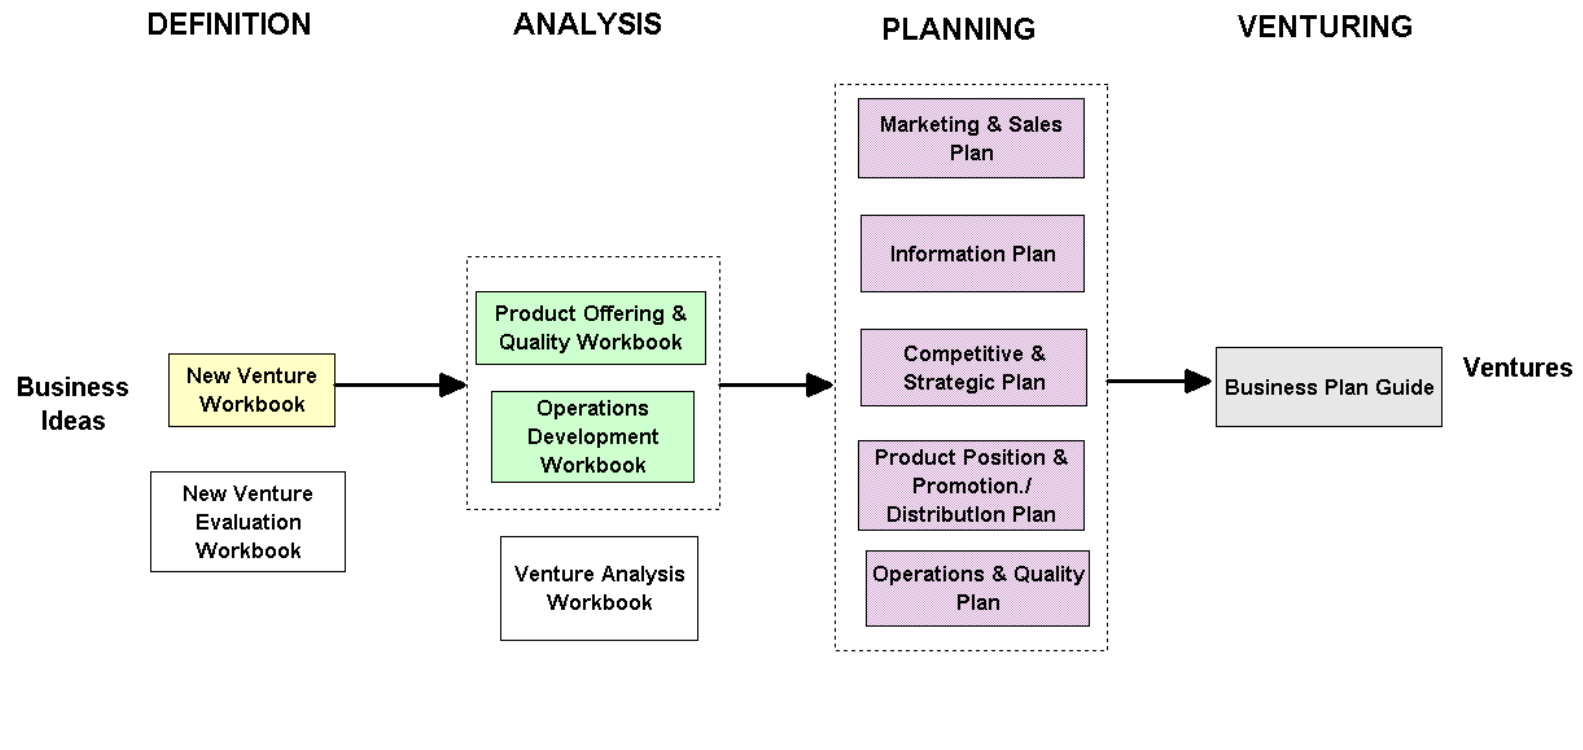 DEFINITION
ANALYSIS
PLANNING
VENTURING
Business
Ideas
New Venture
Workbook
New Venture
Evaluation
Workbook
Product Offering &
Quality Workbook
Operations
Development
Workbook
Venture Analysis
Workbook
Marketing & Sales
Plan
Information Plan
Competitive &
Strategic Plan
Product Position &
Promotion./
DistributIon Plan
Operations & Quality
Plan
Business Plan Guide
Ventures